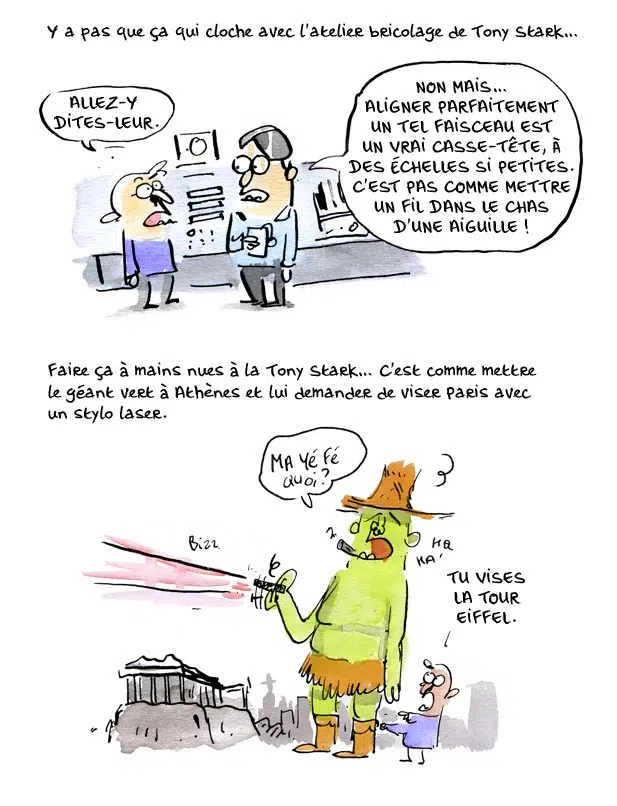 Y a pas que ça qui cloche avec l'atelier bricolage de Tony Stark...
ALLEZ-Y
DITES-LEUR.
NON MAIS...
ALIGNER PARFAITEMENT
UN TEL FAISCEAU EST
UN VRAI CASSE-TÊTE, À
DES ÉCHELLES SI PETITES.
C'EST PAS COMME METTRE
UN FIL DANS LE CHAS
D'UNE AIGUILLE !
Faire ça à mains nues à la Tony Stark... C'est comme mettre
le géant vert à Athènes et lui demander de viser Paris avec
un stylo laser.
MA YÉ FÉ
QUOI?
Bizz
HA
HA!
TU VISES
LA TOUR
EIFFEL.